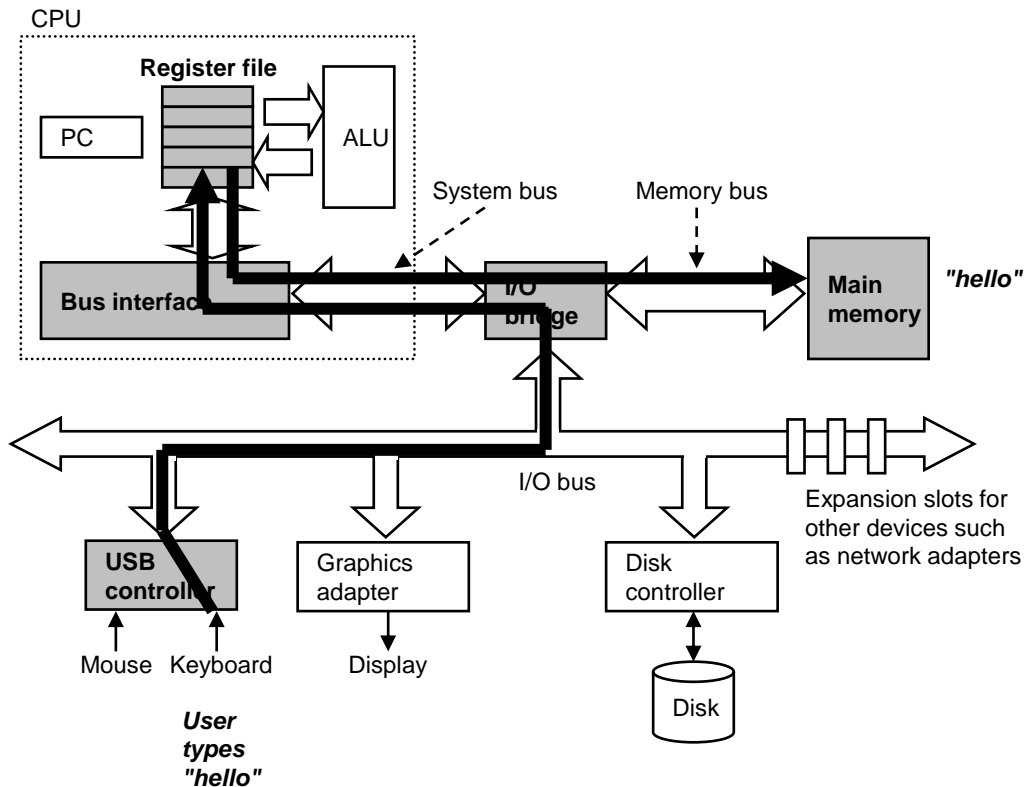 CPU
Register file
PC
ALU
System bus
Memory bus
Bus interface
I/O
bridge
Main
memory
"hello"
I/O bus
Expansion slots for
other devices such
as network adapters
USB
controller
Graphics
adapter
Disk
controller
Mouse
Keyboard
Display
Disk
User
types
"hello"